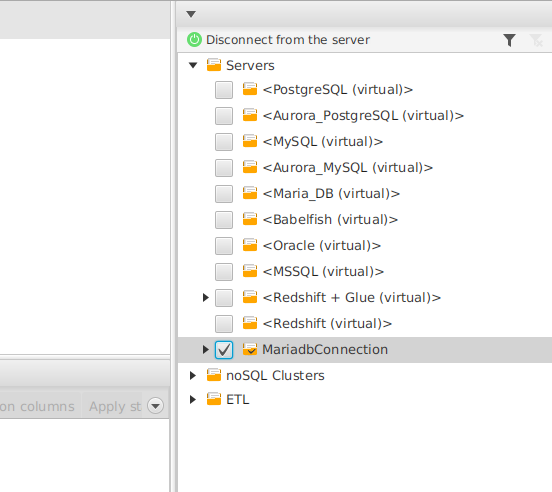 Disconnect from the server
Servers
<PostgreSQL (virtual)>
<Aurora_PostgreSQL (virtual)>
<MySQL (virtual)>
<Aurora_MySQL (virtual)>
<Maria_DB (virtual)>
<Babelfish (virtual)>
<Oracle (virtual)>
<MSSQL (virtual)>
<Redshift + Glue (virtual)>
<Redshift (virtual)>
MariadbConnection
noSQL Clusters
ETL
on columns Apply st